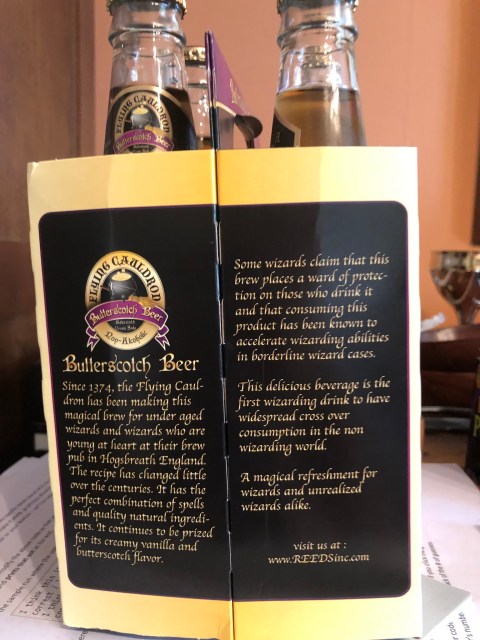 FLYING CAULDRON
Butterscotch Beer
FLYING CAULDRON
Butterscotch Beer
Non-Alcoholic
Butterscotch Beer
Since 1374, the Flying Caul-
dron has been making this
magical brew for under aged
wizards and wizards who are
young at heart at their brew
pub in Hogsbreath England.
The recipe has changed little
over the centuries. It has the
perfect combination of spells
and quality natural ingredi-
ents. It continues to be prized
for its creamy vanilla and
butterscotch flavor.
Some wizards claim that this
brew places a ward of protec-
tion on those who drink it
and that consuming this
product has been known to
accelerate wizarding abilities
in borderline wizard cases.
This delicious beverage is the
first wizarding drink to have
widespread cross over
consumption in the non
wizarding world.
A magical refreshment for
wizards and unrealized
wizards alike.
visit us at :
www.REEDSinc.com